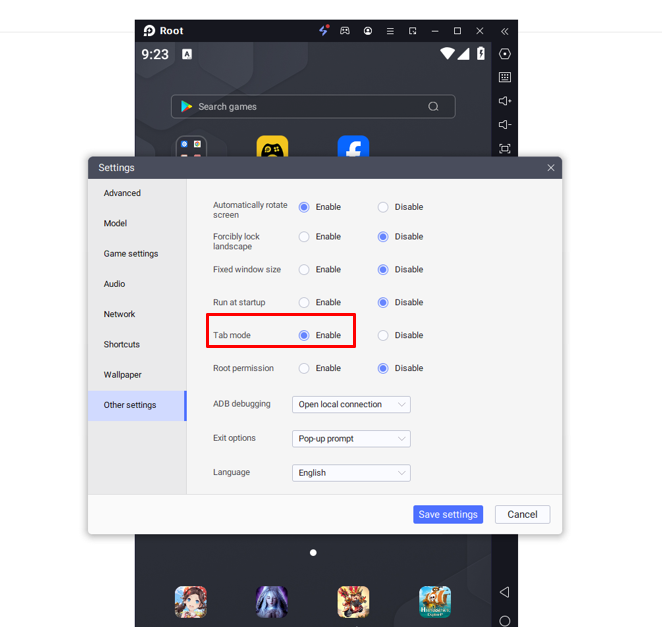 Root
9:23
A
Search games
Settings
Advanced
Model
Game settings
Audio
Network
Shortcuts
Wallpaper
Other settings
Automatically rotate
screen
Enable
Disable
Forcibly lock
landscape
Enable
Disable
Fixed window size
Enable
Disable
Run at startup
Enable
Disable
Tab mode
Enable
Disable
Root permission
Enable
Disable
ADB debugging
Open local connection
Exit options
Pop-up prompt
Language
English
Save settings
Cancel